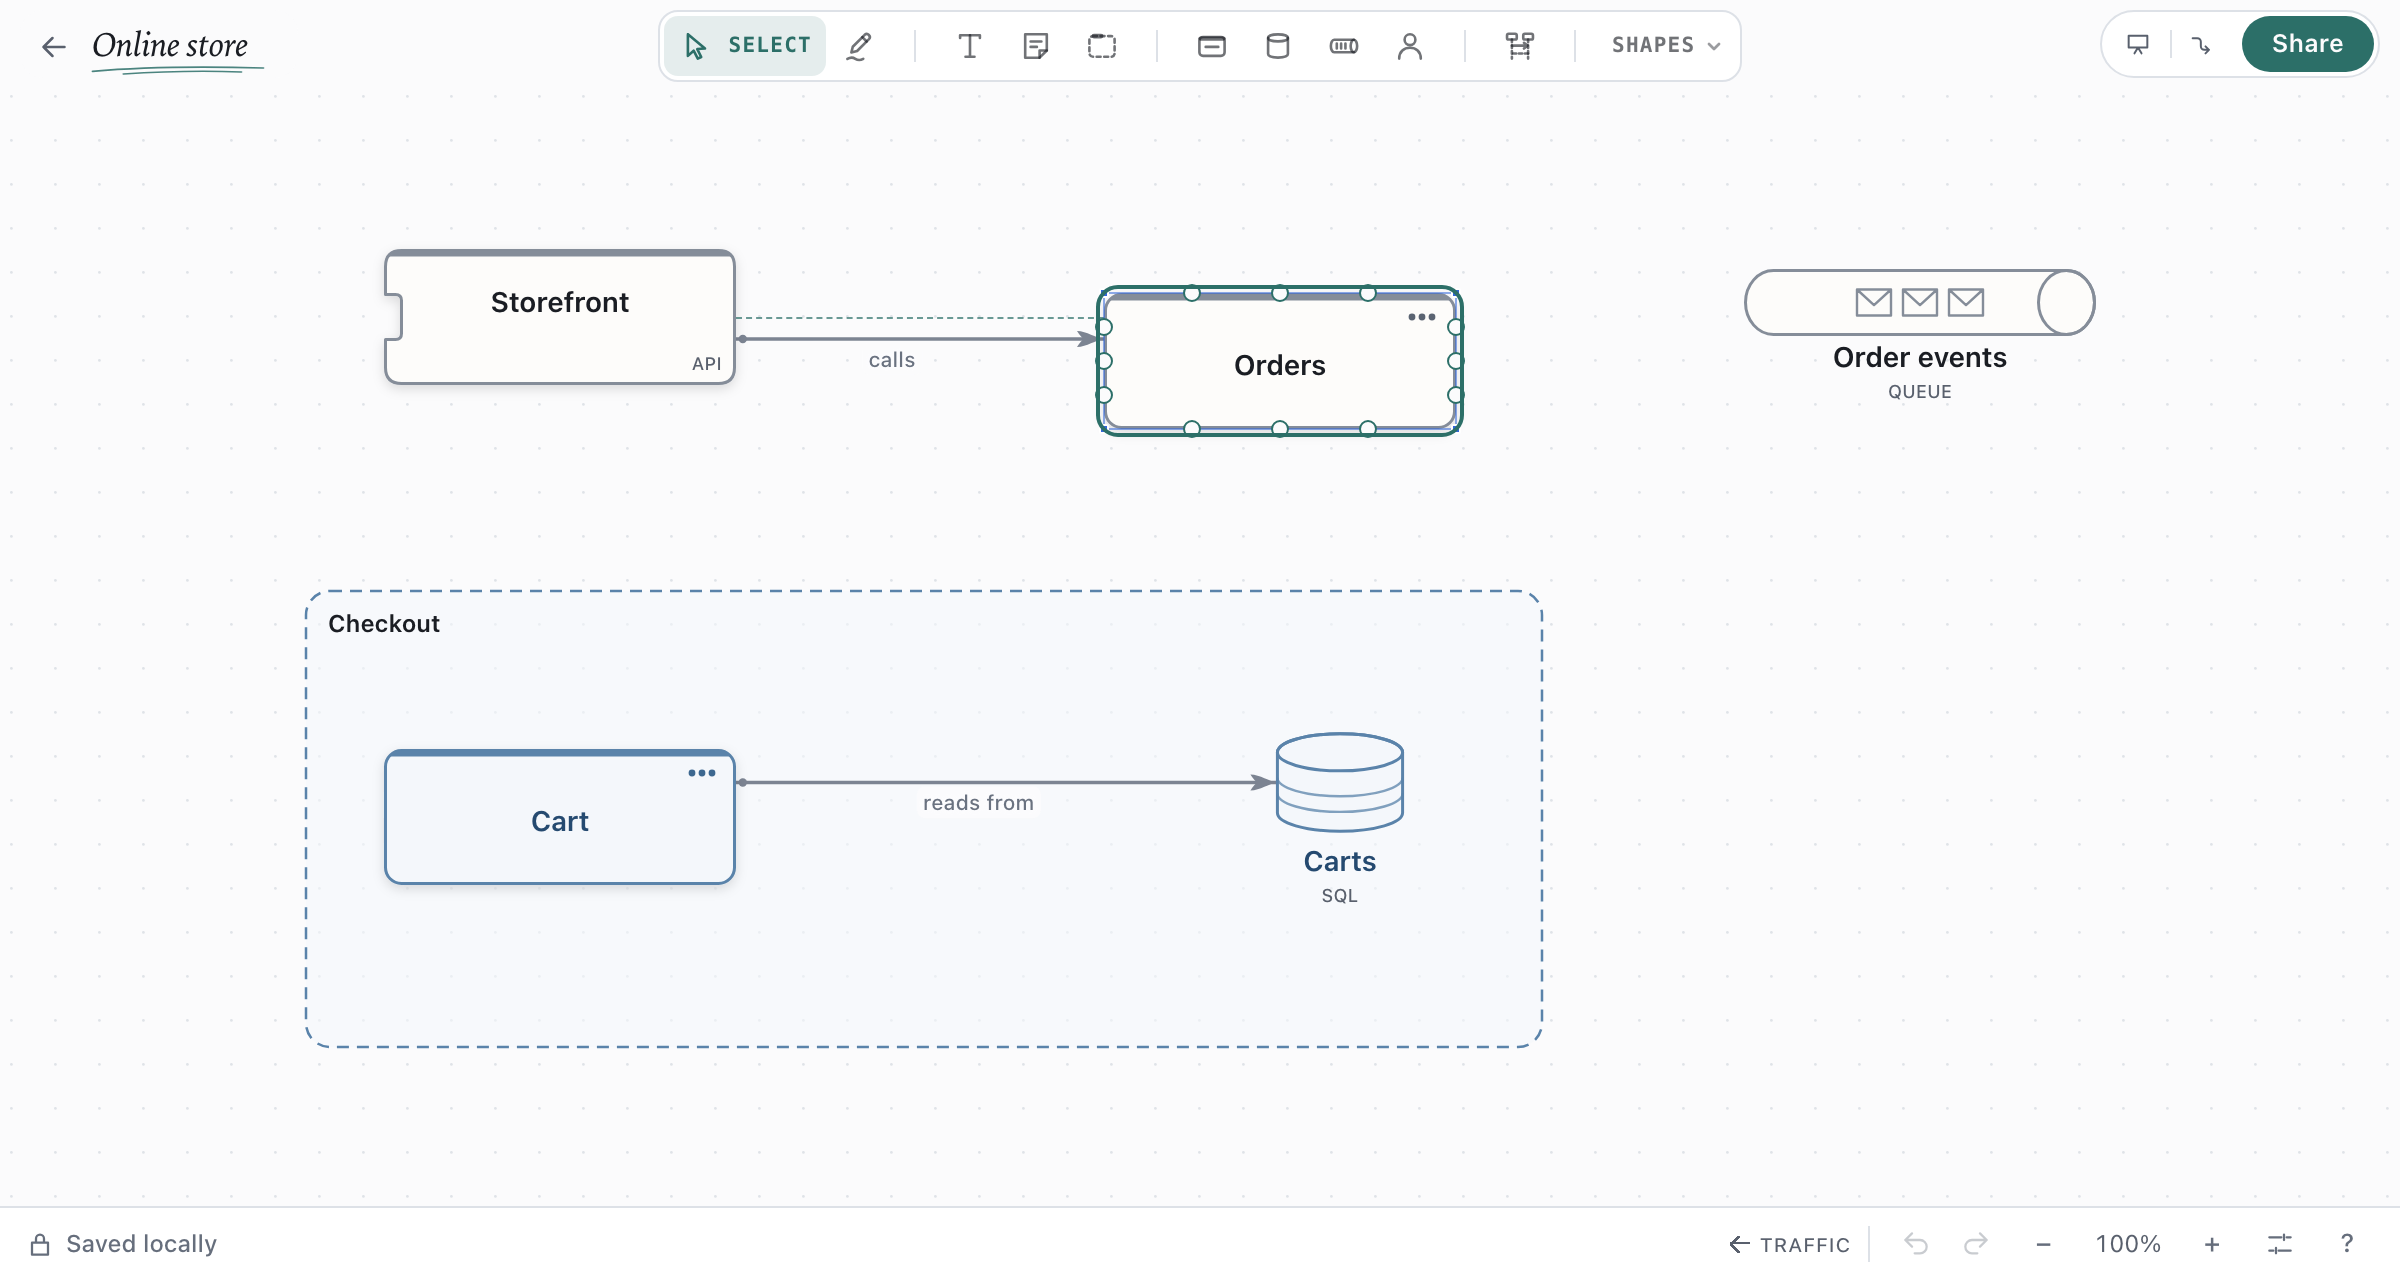 Online store
SELECT
SHAPES
Share
Storefront
API
calls
Orders
Order events
QUEUE
Checkout
Cart
reads from
Carts
SQL
Saved locally
TRAFFIC
100%
?